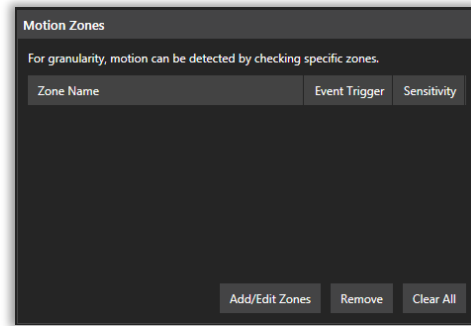 Motion Zones
For granularity, motion can be detected by checking specific zones.
Zone Name Event Trigger Sensitivity
Add/Edit Zones Remove Clear All